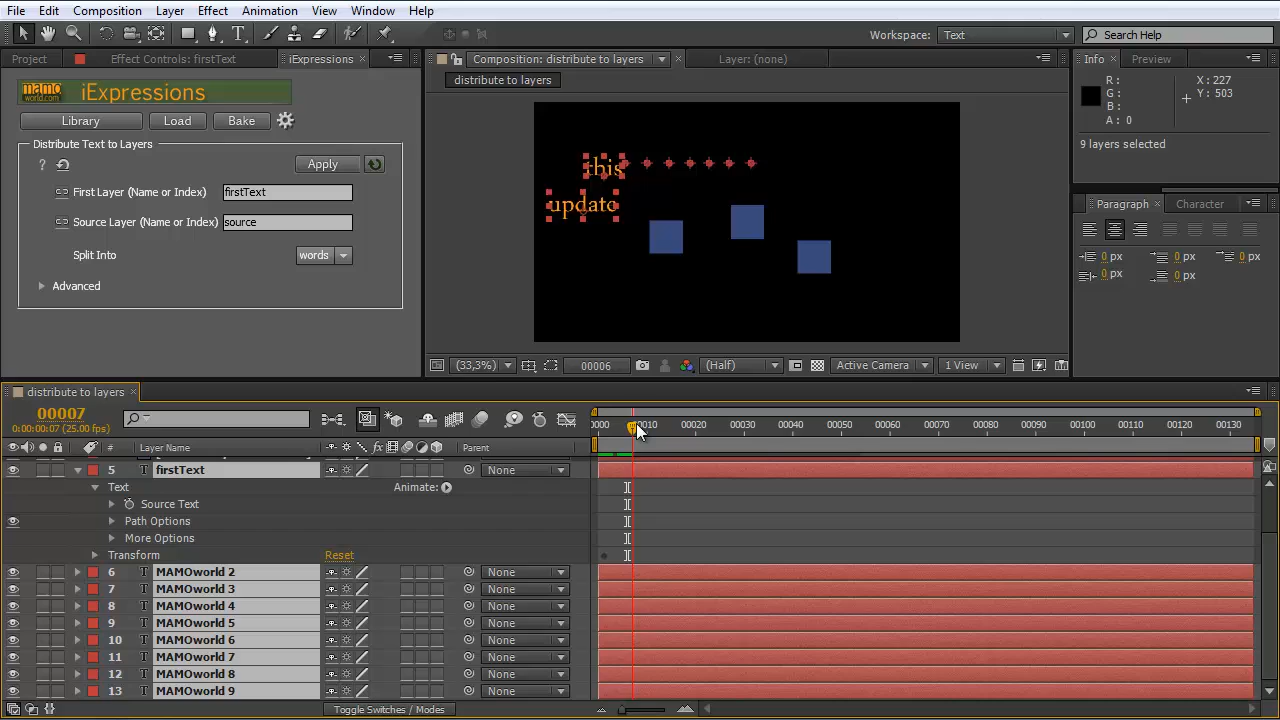 File Edit Composition Layer Effect Animation View Window Help
Workspace: Text Search Help
Project Effect Controls: firstText iExpressions
Composition: distribute to layers Layer: (none)
Info Preview
distribute to layers
mamo world.com iExpressions
R: X: 227
G: Y: 503
B:
A: 0
Library Load Bake
Distribute Text to Layers
9 layers selected
? Apply
First Layer (Name or Index) firstText
Source Layer (Name or Index) source
Split Into words
Advanced
this
update
Paragraph Character
0 px 0 px 0 px
0 px 0 px
(33,3%) 00006 (Half) Active Camera 1 View
distribute to layers
00007
0:00:00:07 (25.00 fps)
0000 00010 00020 00030 00040 00050 00060 00070 00080 00090 00100 00110 00120 00130
# Layer Name fx Parent
5 T firstText None
Text Animate:
Source Text
Path Options
More Options
Transform Reset
6 T MAMOworld 2 None
7 T MAMOworld 3 None
8 T MAMOworld 4 None
9 T MAMOworld 5 None
10 T MAMOworld 6 None
11 T MAMOworld 7 None
12 T MAMOworld 8 None
13 T MAMOworld 9 None
Toggle Switches / Modes